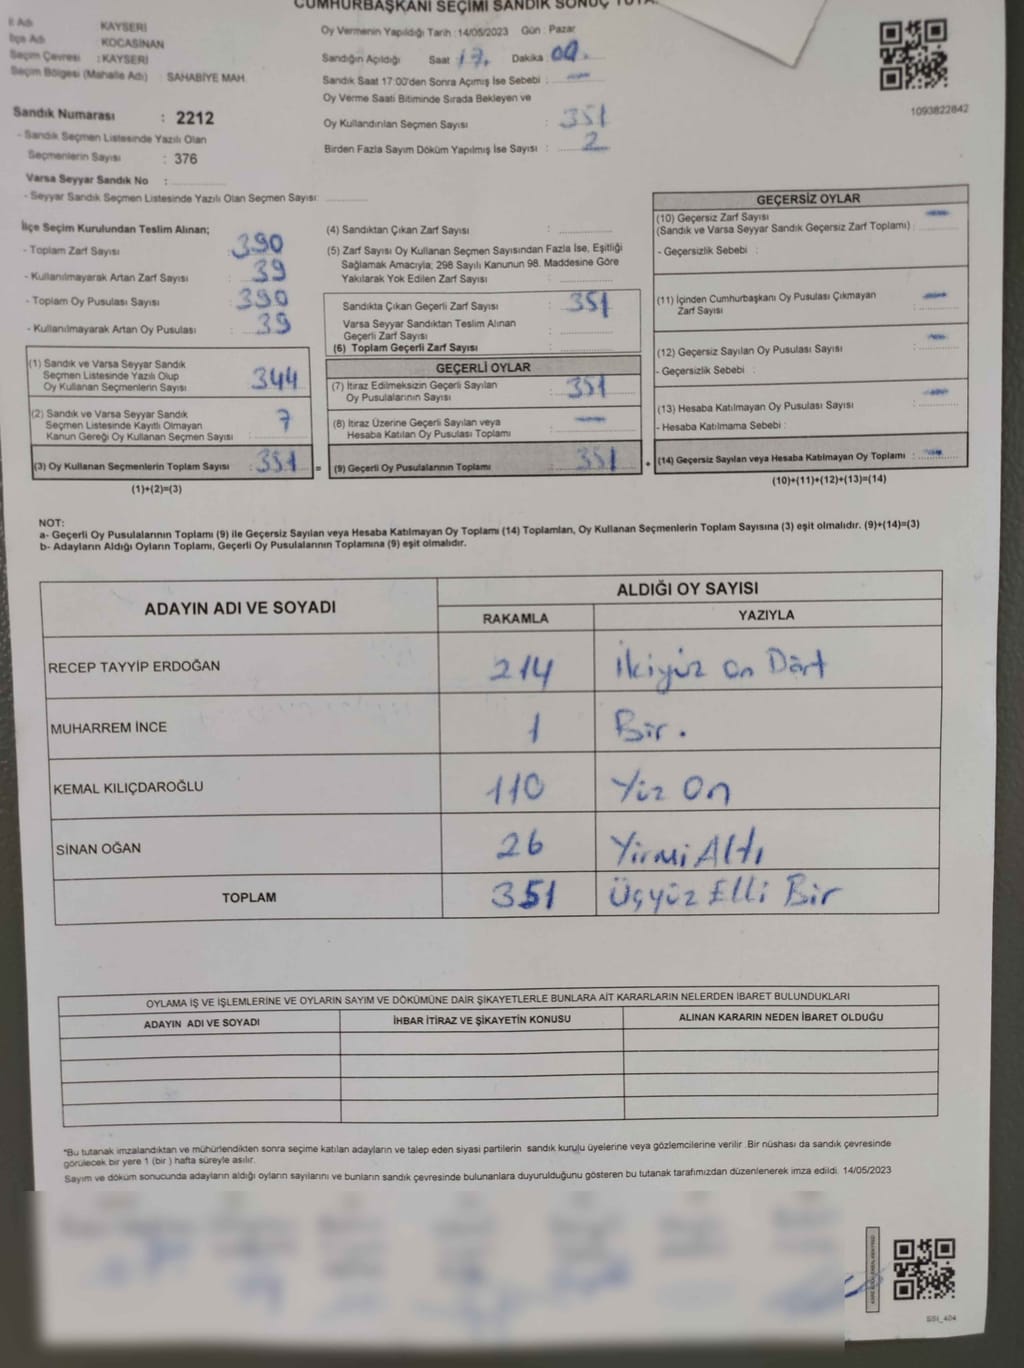 CUMHURBAŞKANI SEÇİMİ SANDIK SONUÇ
İl Adı KAYSERİ
İlçe Adı KOCASİNAN
Seçim Çevresi : KAYSERİ
Seçim Bölgesi (Mahalle Adı) SAHABİYE MAH.
Sandık Numarası : 2212
- Sandık Seçmen Listesinde Yazılı Olan
Seçmenlerin Sayısı : 376
Varsa Seyyar Sandık No :
- Seyyar Sandık Seçmen Listesinde Yazılı Olan Seçmen Sayısı:
Oy Vermenin Yapıldığı Tarih : 14/05/2023 Gün : Pazar
Sandığın Açıldığı Saat 17. Dakika 00.
Sandık Saat 17:00'den Sonra Açımış İse Sebebi : —
Oy Verme Saati Bitiminde Sırada Bekleyen ve
Oy Kullandırılan Seçmen Sayısı : 351
Birden Fazla Sayım Döküm Yapılmış İse Sayısı : 2
1093822842
İlçe Seçim Kurulundan Teslim Alınan;
- Toplam Zarf Sayısı : 390
- Kullanılmayarak Artan Zarf Sayısı : 39
- Toplam Oy Pusulası Sayısı : 390
- Kullanılmayarak Artan Oy Pusulası : 39
(1) Sandık ve Varsa Seyyar Sandık
Seçmen Listesinde Yazılı Olup
Oy Kullanan Seçmenlerin Sayısı : 344
(2) Sandık ve Varsa Seyyar Sandık
Seçmen Listesinde Kayıtlı Olmayan
Kanun Gereği Oy Kullanan Seçmen Sayısı : 7
(3) Oy Kullanan Seçmenlerin Toplam Sayısı : 351 =
(1)+(2)=(3)
(4) Sandıktan Çıkan Zarf Sayısı :
(5) Zarf Sayısı Oy Kullanan Seçmen Sayısından Fazla İse, Eşitliği
Sağlamak Amacıyla; 298 Sayılı Kanunun 98. Maddesine Göre
Yakılarak Yok Edilen Zarf Sayısı :
Sandıkta Çıkan Geçerli Zarf Sayısı : 351
Varsa Seyyar Sandıktan Teslim Alınan
Geçerli Zarf Sayısı :
(6) Toplam Geçerli Zarf Sayısı :
GEÇERLİ OYLAR
(7) İtiraz Edilmeksizin Geçerli Sayılan
Oy Pusulalarının Sayısı : 351
(8) İtiraz Üzerine Geçerli Sayılan veya
Hesaba Katılan Oy Pusulası Toplamı : —
(9) Geçerli Oy Pusulalarının Toplamı : 351 +
GEÇERSİZ OYLAR
(10) Geçersiz Zarf Sayısı
(Sandık ve Varsa Seyyar Sandık Geçersiz Zarf Toplamı) : —
- Geçersizlik Sebebi :
(11) İçinden Cumhurbaşkanı Oy Pusulası Çıkmayan
Zarf Sayısı : —
(12) Geçersiz Sayılan Oy Pusulası Sayısı : —
- Geçersizlik Sebebi :
(13) Hesaba Katılmayan Oy Pusulası Sayısı : —
- Hesaba Katılmama Sebebi :
(14) Geçersiz Sayılan veya Hesaba Katılmayan Oy Toplamı : —
(10)+(11)+(12)+(13)=(14)
NOT:
a- Geçerli Oy Pusulalarının Toplamı (9) ile Geçersiz Sayılan veya Hesaba Katılmayan Oy Toplamı (14) Toplamları, Oy Kullanan Seçmenlerin Toplam Sayısına (3) eşit olmalıdır. (9)+(14)=(3)
b- Adayların Aldığı Oyların Toplamı, Geçerli Oy Pusulalarının Toplamına (9) eşit olmalıdır.
ADAYIN ADI VE SOYADI
ALDIĞI OY SAYISI
RAKAMLA YAZIYLA
RECEP TAYYİP ERDOĞAN 214 İkiyüz on Dört
MUHARREM İNCE 1 Bir.
KEMAL KILIÇDAROĞLU 110 Yüz On
SİNAN OĞAN 26 Yirmi Altı
TOPLAM 351 Üçyüz Elli Bir
OYLAMA İŞ VE İŞLEMLERİNE VE OYLARIN SAYIM VE DÖKÜMÜNE DAİR ŞİKAYETLERLE BUNLARA AİT KARARLARIN NELERDEN İBARET BULUNDUKLARI
ADAYIN ADI VE SOYADI İHBAR İTİRAZ VE ŞİKAYETİN KONUSU ALINAN KARARIN NEDEN İBARET OLDUĞU
*Bu tutanak imzalandıktan ve mühürlendikten sonra seçime katılan adayların ve talep eden siyasi partilerin sandık kurulu üyelerine veya gözlemcilerine verilir. Bir nüshası da sandık çevresinde
görülecek bir yere 1 (bir) hafta süreyle asılır.
Sayım ve döküm sonucunda adayların aldığı oyların sayılarını ve bunların sandık çevresinde bulunanlara duyurulduğunu gösteren bu tutanak tarafımızdan düzenlenerek imza edildi. 14/05/2023